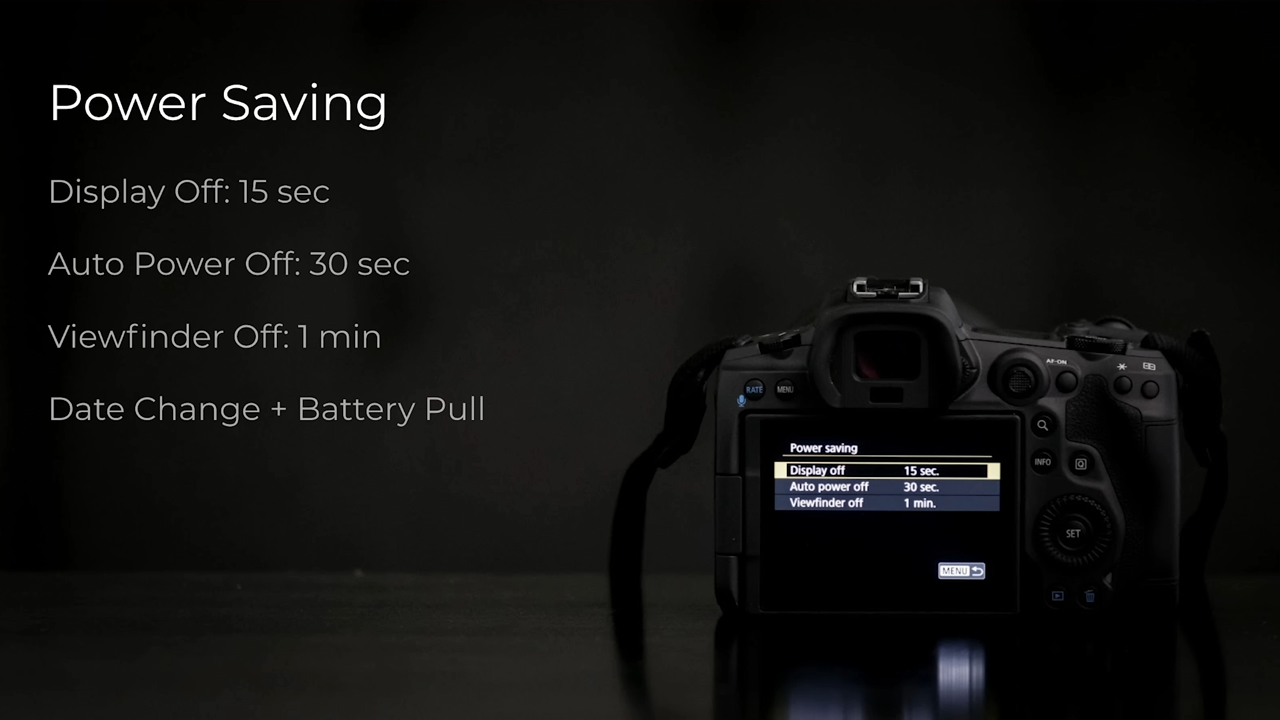 Power Saving
Display Off: 15 sec
Auto Power Off: 30 sec
Viewfinder Off: 1 min
Date Change + Battery Pull
AF-ON
RATE
MENU
Power saving
Display off 15 sec.
Auto power off 30 sec.
Viewfinder off 1 min.
MENU
INFO
Q
SET